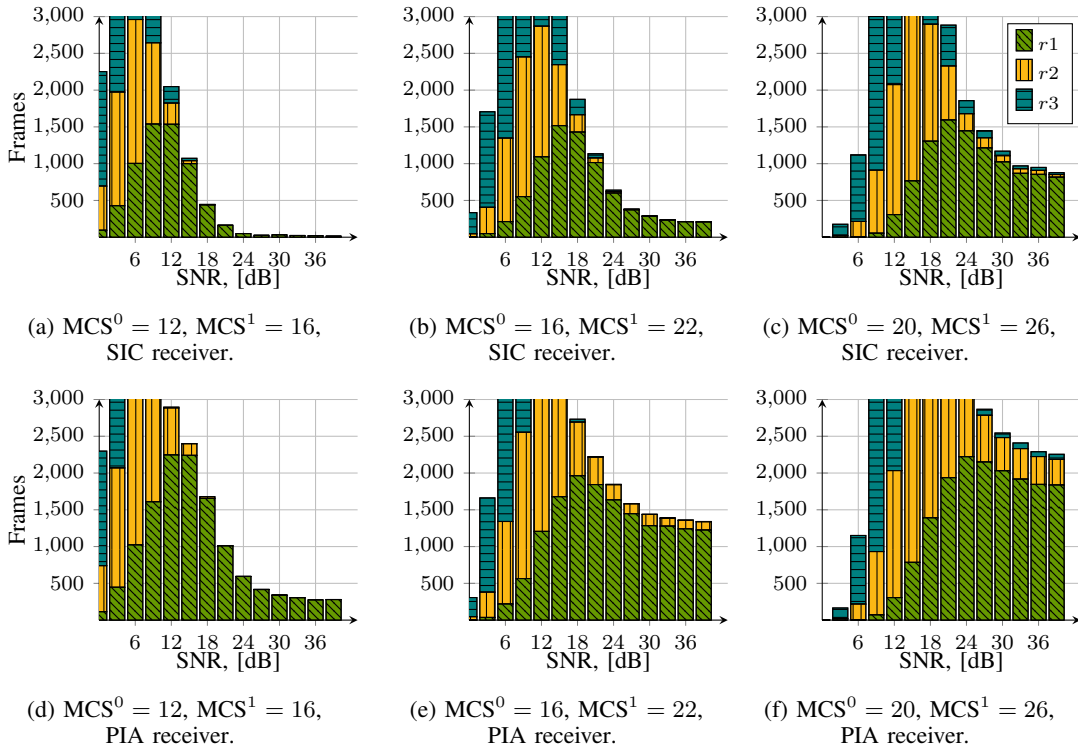 3,000
2,500
2,000
1,500
1,000
500
Frames
6 12 18 24 30 36
SNR, [dB]
(a) MCS⁰ = 12, MCS¹ = 16,
SIC receiver.
3,000
2,500
2,000
1,500
1,000
500
6 12 18 24 30 36
SNR, [dB]
(b) MCS⁰ = 16, MCS¹ = 22,
SIC receiver.
3,000
2,500
2,000
1,500
1,000
500
r1
r2
r3
6 12 18 24 30 36
SNR, [dB]
(c) MCS⁰ = 20, MCS¹ = 26,
SIC receiver.
3,000
2,500
2,000
1,500
1,000
500
Frames
6 12 18 24 30 36
SNR, [dB]
(d) MCS⁰ = 12, MCS¹ = 16,
PIA receiver.
3,000
2,500
2,000
1,500
1,000
500
6 12 18 24 30 36
SNR, [dB]
(e) MCS⁰ = 16, MCS¹ = 22,
PIA receiver.
3,000
2,500
2,000
1,500
1,000
500
6 12 18 24 30 36
SNR, [dB]
(f) MCS⁰ = 20, MCS¹ = 26,
PIA receiver.